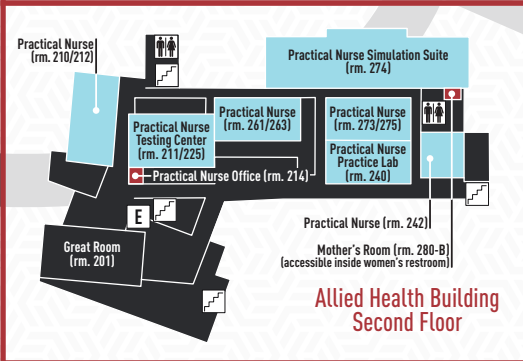 Practical Nurse
(rm. 210/212)
Practical Nurse Simulation Suite
(rm. 274)
Practical Nurse
Testing Center
(rm. 211/225)
Practical Nurse
(rm. 261/263)
Practical Nurse
(rm. 273/275)
Practical Nurse
Practice Lab
(rm. 240)
Practical Nurse Office (rm. 214)
E
Practical Nurse (rm. 242)
Great Room
(rm. 201)
Mother's Room (rm. 280-B)
(accessible inside women's restroom)
Allied Health Building
Second Floor